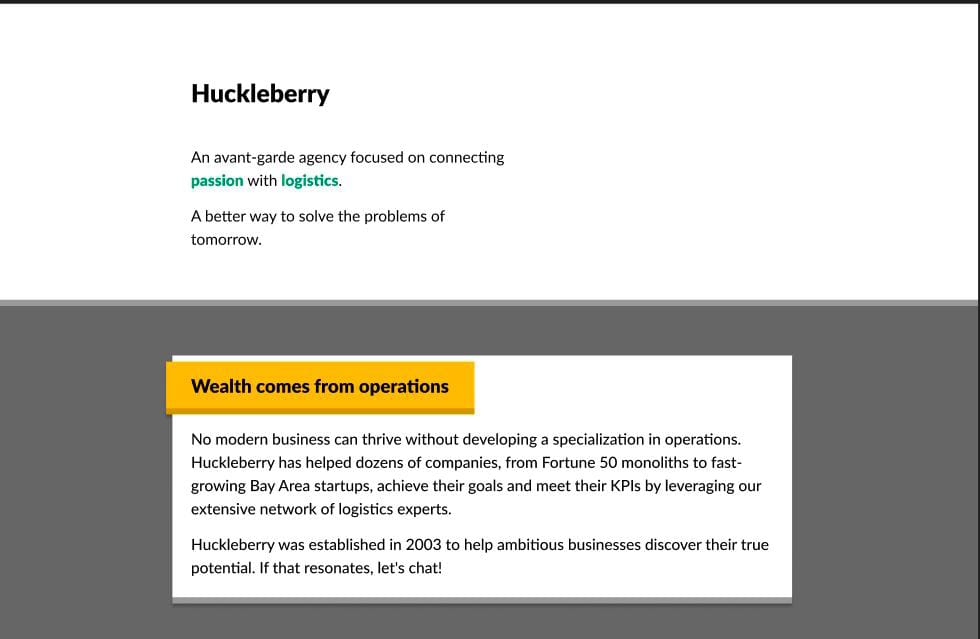 Huckleberry
An avant-garde agency focused on connecting
passion with logistics.
A better way to solve the problems of
tomorrow.
Wealth comes from operations
No modern business can thrive without developing a specialization in operations.
Huckleberry has helped dozens of companies, from Fortune 50 monoliths to fast-
growing Bay Area startups, achieve their goals and meet their KPIs by leveraging our
extensive network of logistics experts.
Huckleberry was established in 2003 to help ambitious businesses discover their true
potential. If that resonates, let's chat!